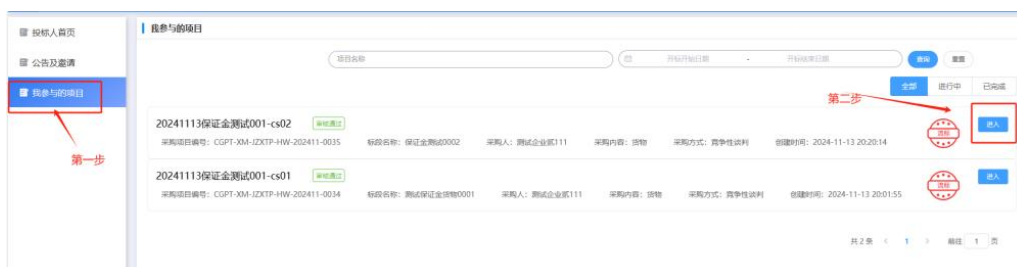 投标人首页
公告及邀请
我参与的项目
第一步
我参与的项目
项目名称 开标开始日期 - 开标结束日期 查询 重置
全部 进行中 已完成
第二步
20241113保证金测试001-cs02 审核通过 流标 进入
采购项目编号：CGPT-XM-JZXTP-HW-202411-0035 标段名称：保证金测试0002 采购人：测试企业贰111 采购内容：货物 采购方式：竞争性谈判 创建时间：2024-11-13 20:20:14
20241113保证金测试001-cs01 审核通过 流标 进入
采购项目编号：CGPT-XM-JZXTP-HW-202411-0034 标段名称：测试保证金货物0001 采购人：测试企业贰111 采购内容：货物 采购方式：竞争性谈判 创建时间：2024-11-13 20:01:55
共 2 条 < 1 > 前往 1 页